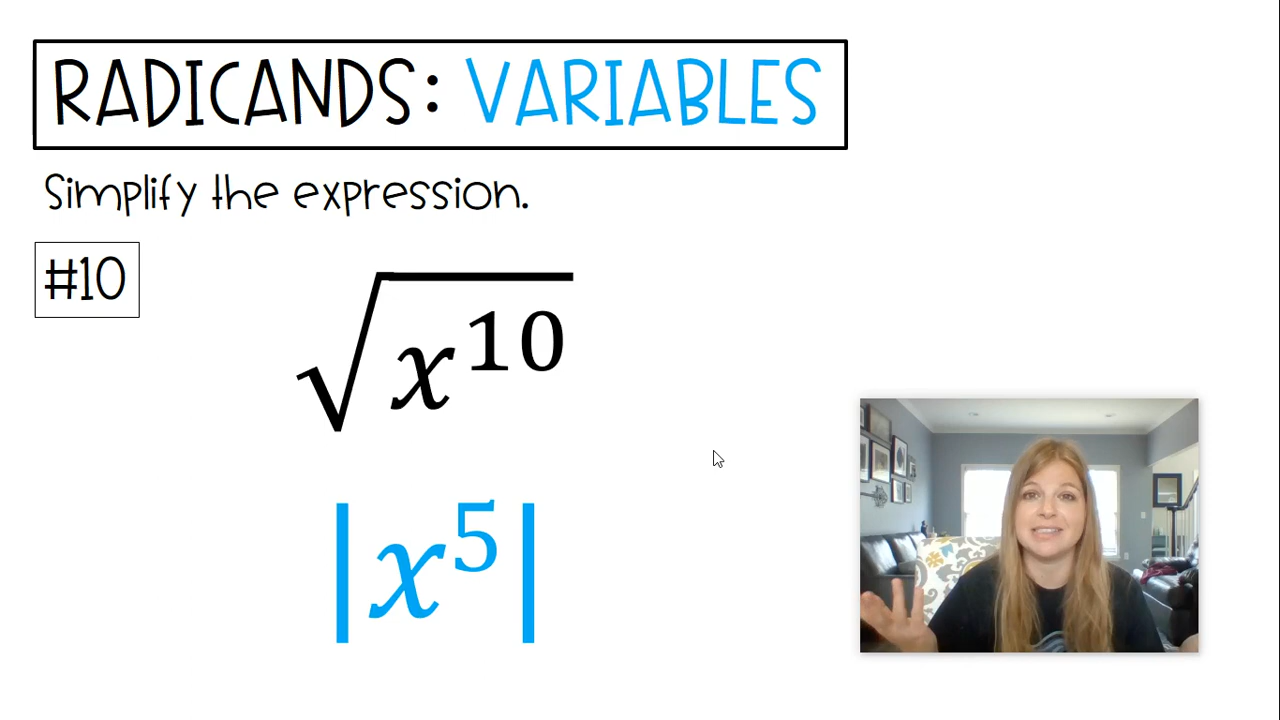 RADICANDS: VARIABLES
Simplify the expression.
#10
√x¹⁰
|x⁵|